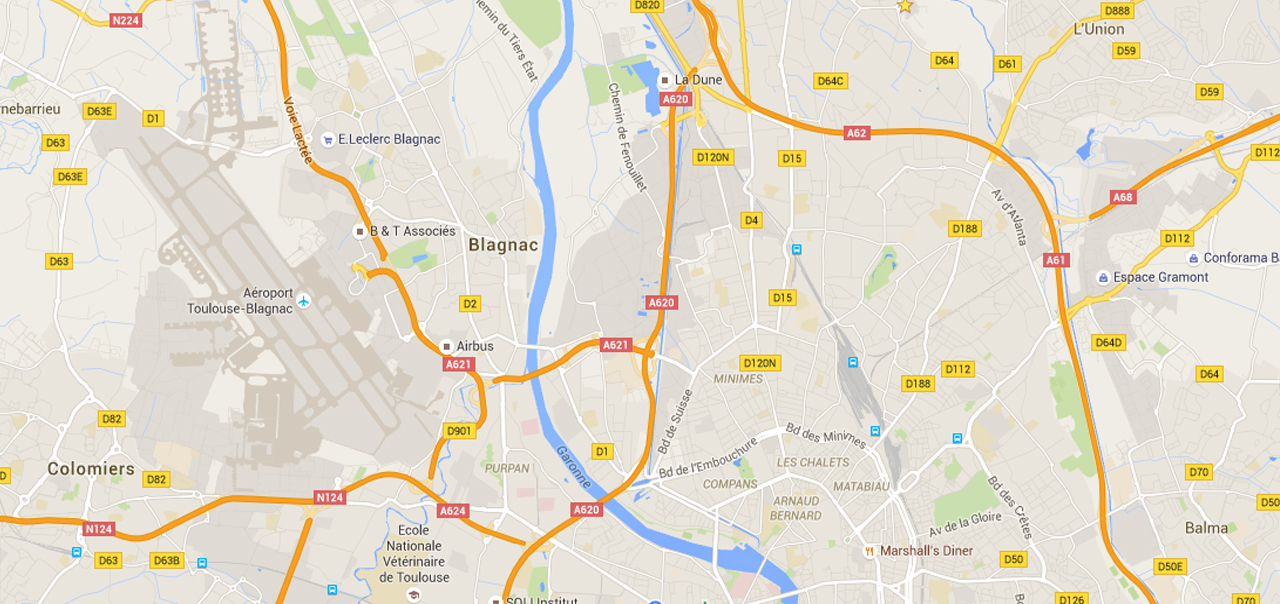 N224
D820
D888
L'Union
D59
hemin du Tiers État
D64
D61
La Dune
D64C
D59
A620
nebarrieu
D63E
D1
Voie Lactée
E.Leclerc Blagnac
Chemin de Fenouillet
A62
D63
D120N
D15
D112
D63E
A68
Av d'Atlanta
B & T Associés
Blagnac
D4
D188
D112
D63
A61
Conforama B
Espace Gramont
Aéroport
Toulouse-Blagnac
D2
A620
D15
Airbus
A621
D64D
A621
D120N
D112
D64
MINIMES
D188
D82
D901
Bd de Suisse
Bd des Minimes
D1
Bd de l'Embouchure
LES CHALETS
Colomiers
D
D82
PURPAN
Garonne
COMPANS
MATABIAU
D70
N124
A624
A620
ARNAUD
BERNARD
Bd des Crêtes
D50
Av de la Gloire
N124
Balma
Ecole
Nationale
Vétérinaire
de Toulouse
Marshall's Diner
D63
D63B
D50
D50E
SOLI Institut
D126
D70
Bo